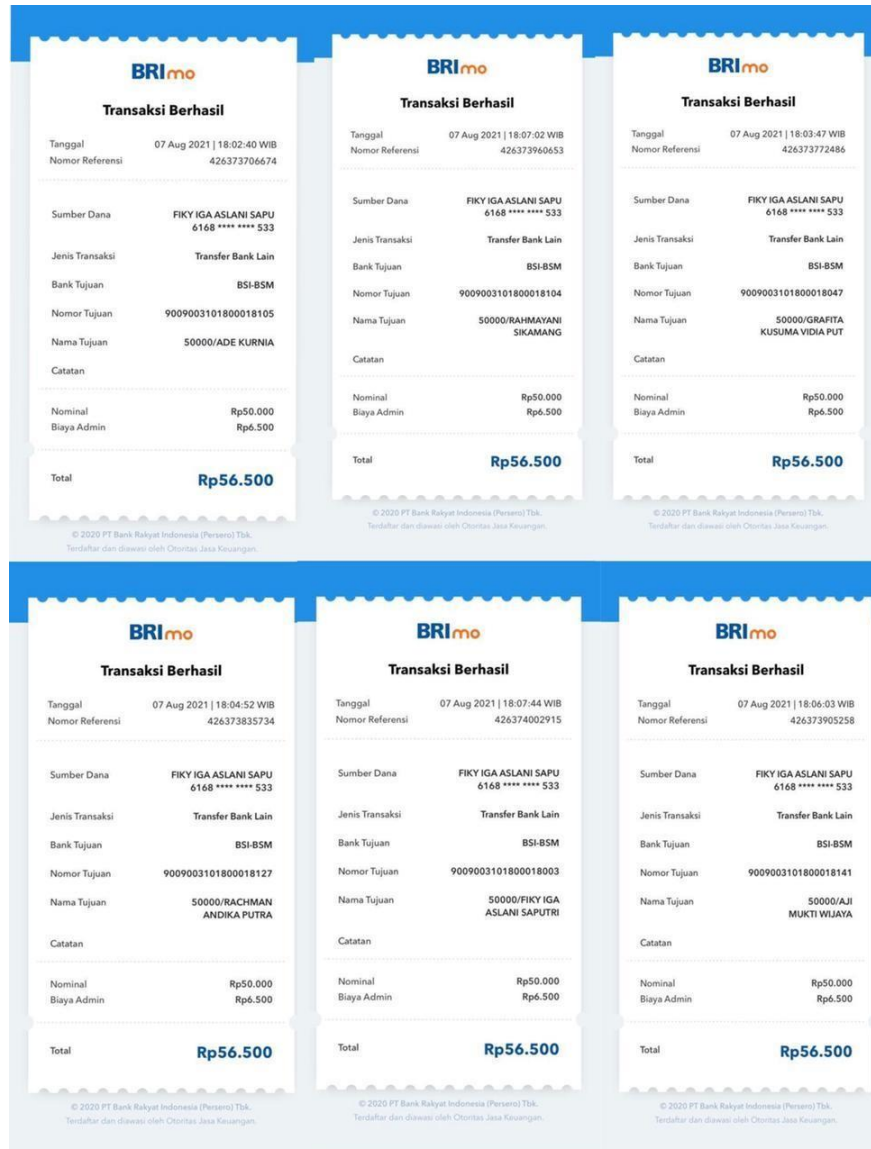 BRImo
Transaksi Berhasil
Tanggal 07 Aug 2021 | 18:02:40 WIB
Nomor Referensi 426373706674
Sumber Dana FIKY IGA ASLANI SAPU
6168 **** **** 533
Jenis Transaksi Transfer Bank Lain
Bank Tujuan BSI-BSM
Nomor Tujuan 9009003101800018105
Nama Tujuan 50000/ADE KURNIA
Catatan
Nominal Rp50.000
Biaya Admin Rp6.500
Total Rp56.500
© 2020 PT Bank Rakyat Indonesia (Persero) Tbk.
Terdaftar dan diawasi oleh Otoritas Jasa Keuangan.
BRImo
Transaksi Berhasil
Tanggal 07 Aug 2021 | 18:07:02 WIB
Nomor Referensi 426373960653
Sumber Dana FIKY IGA ASLANI SAPU
6168 **** **** 533
Jenis Transaksi Transfer Bank Lain
Bank Tujuan BSI-BSM
Nomor Tujuan 9009003101800018104
Nama Tujuan 50000/RAHMAYANI
SIKAMANG
Catatan
Nominal Rp50.000
Biaya Admin Rp6.500
Total Rp56.500
© 2020 PT Bank Rakyat Indonesia (Persero) Tbk.
Terdaftar dan diawasi oleh Otoritas Jasa Keuangan.
BRImo
Transaksi Berhasil
Tanggal 07 Aug 2021 | 18:03:47 WIB
Nomor Referensi 426373772486
Sumber Dana FIKY IGA ASLANI SAPU
6168 **** **** 533
Jenis Transaksi Transfer Bank Lain
Bank Tujuan BSI-BSM
Nomor Tujuan 9009003101800018047
Nama Tujuan 50000/GRAFITA
KUSUMA VIDIA PUT
Catatan
Nominal Rp50.000
Biaya Admin Rp6.500
Total Rp56.500
© 2020 PT Bank Rakyat Indonesia (Persero) Tbk.
Terdaftar dan diawasi oleh Otoritas Jasa Keuangan.
BRImo
Transaksi Berhasil
Tanggal 07 Aug 2021 | 18:04:52 WIB
Nomor Referensi 426373835734
Sumber Dana FIKY IGA ASLANI SAPU
6168 **** **** 533
Jenis Transaksi Transfer Bank Lain
Bank Tujuan BSI-BSM
Nomor Tujuan 9009003101800018127
Nama Tujuan 50000/RACHMAN
ANDIKA PUTRA
Catatan
Nominal Rp50.000
Biaya Admin Rp6.500
Total Rp56.500
© 2020 PT Bank Rakyat Indonesia (Persero) Tbk.
Terdaftar dan diawasi oleh Otoritas Jasa Keuangan.
BRImo
Transaksi Berhasil
Tanggal 07 Aug 2021 | 18:07:44 WIB
Nomor Referensi 426374002915
Sumber Dana FIKY IGA ASLANI SAPU
6168 **** **** 533
Jenis Transaksi Transfer Bank Lain
Bank Tujuan BSI-BSM
Nomor Tujuan 9009003101800018003
Nama Tujuan 50000/FIKY IGA
ASLANI SAPUTRI
Catatan
Nominal Rp50.000
Biaya Admin Rp6.500
Total Rp56.500
© 2020 PT Bank Rakyat Indonesia (Persero) Tbk.
Terdaftar dan diawasi oleh Otoritas Jasa Keuangan.
BRImo
Transaksi Berhasil
Tanggal 07 Aug 2021 | 18:06:03 WIB
Nomor Referensi 426373905258
Sumber Dana FIKY IGA ASLANI SAPU
6168 **** **** 533
Jenis Transaksi Transfer Bank Lain
Bank Tujuan BSI-BSM
Nomor Tujuan 9009003101800018141
Nama Tujuan 50000/AJI
MUKTI WIJAYA
Catatan
Nominal Rp50.000
Biaya Admin Rp6.500
Total Rp56.500
© 2020 PT Bank Rakyat Indonesia (Persero) Tbk.
Terdaftar dan diawasi oleh Otoritas Jasa Keuangan.